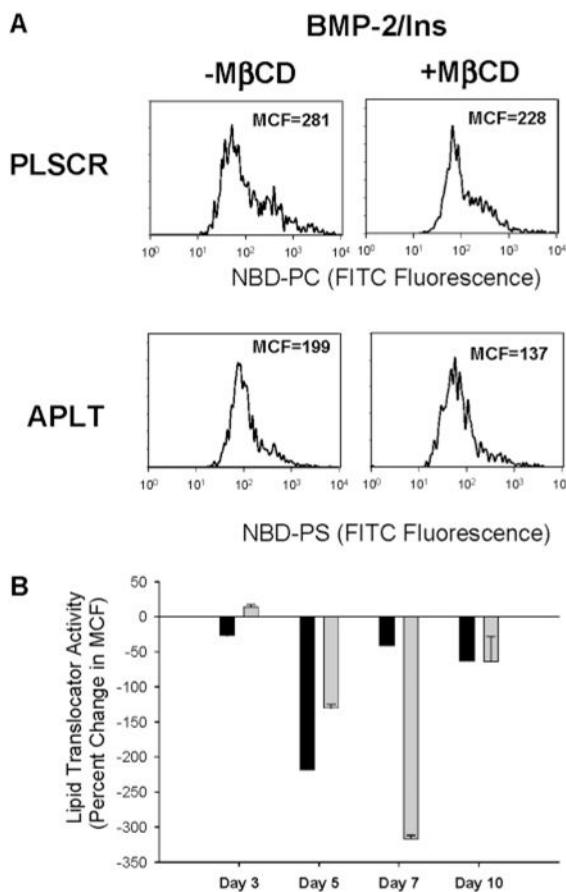 A
BMP-2/Ins
-MβCD +MβCD
PLSCR
MCF=281 MCF=228
10⁰ 10¹ 10² 10³ 10⁴ 10⁰ 10¹ 10² 10³ 10⁴
NBD-PC (FITC Fluorescence)
APLT
MCF=199 MCF=137
10⁰ 10¹ 10² 10³ 10⁴ 10⁰ 10¹ 10² 10³ 10⁴
NBD-PS (FITC Fluorescence)
B
Lipid Translocator Activity
(Percent Change in MCF)
50
0
-50
-100
-150
-200
-250
-300
-350
Day 3 Day 5 Day 7 Day 10